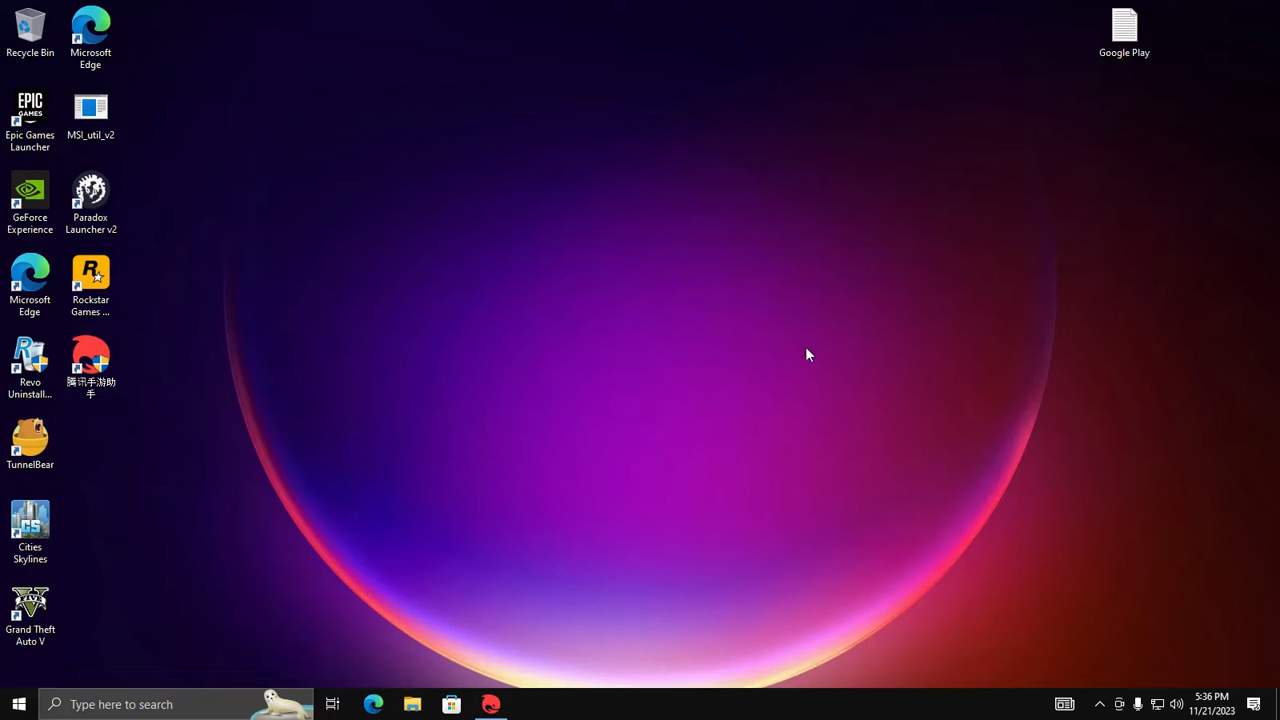 Recycle Bin
Microsoft
Edge
Google Play
EPIC
GAMES
Epic Games
Launcher
MSI_util_v2
GeForce
Experience
Paradox
Launcher v2
Microsoft
Edge
R
Rockstar
Games ...
Revo
Uninstall...
腾讯手游助
手
TunnelBear
CS
Cities
Skylines
V
FIVE
Grand Theft
Auto V
Type here to search
5:36 PM
11/21/2023